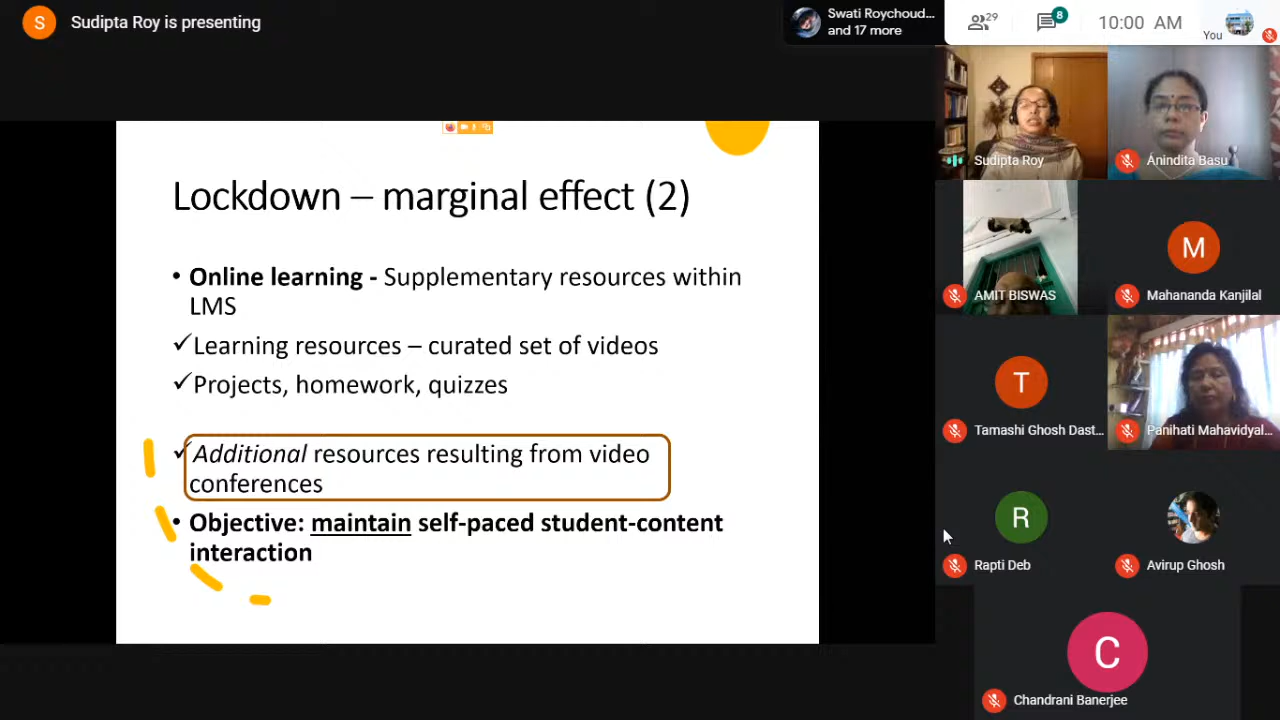 S
Sudipta Roy is presenting
Swati Roychoud...
and 17 more
29
8
10:00 AM
You
Lockdown – marginal effect (2)
• Online learning - Supplementary resources within
LMS
✓Learning resources – curated set of videos
✓Projects, homework, quizzes
✓Additional resources resulting from video
conferences
• Objective: maintain self-paced student-content
interaction
Sudipta Roy
Anindita Basu
AMIT BISWAS
M
Mahananda Kanjilal
T
Tamashi Ghosh Dast...
Panihati Mahavidyal...
R
Rapti Deb
Avirup Ghosh
C
Chandrani Banerjee